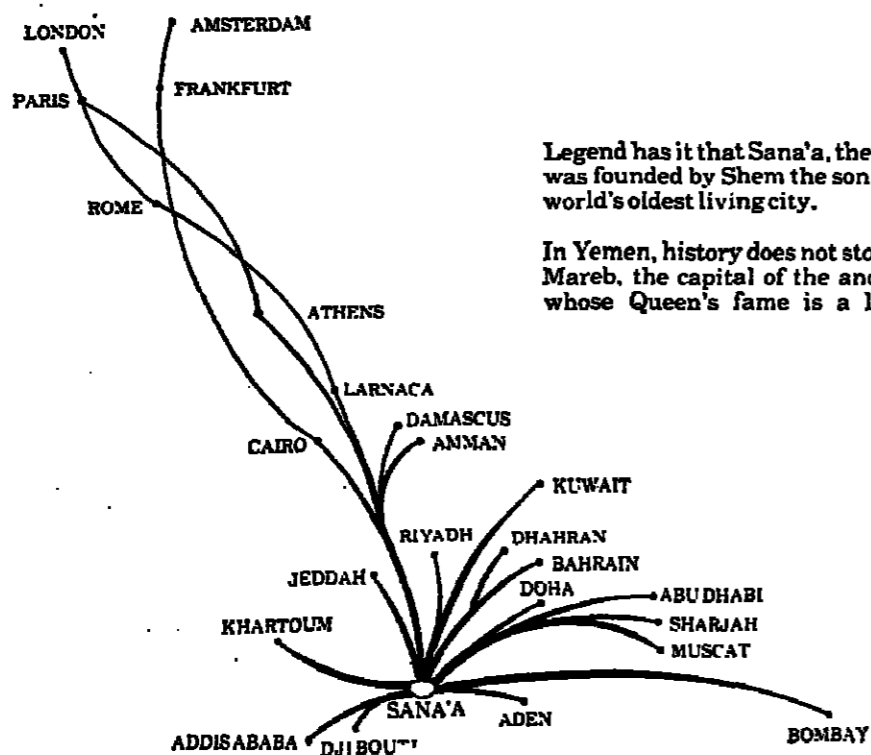 LONDON
AMSTERDAM
PARIS
FRANKFURT
Legend has it that Sana'a, the
was founded by Shem the son
world's oldest living city.
ROME
In Yemen, history does not
Mareb, the capital of the
whose Queen's fame is a
ATHENS
LARNACA
DAMASCUS
CAIRO
AMMAN
KUWAIT
RIYADH
DHAHRAN
BAHRAIN
JEDDAH
DOHA
ABU DHABI
SHARJAH
KHARTOUM
MUSCAT
SANA'A
ADEN
BOMBAY
ADDIS ABABA